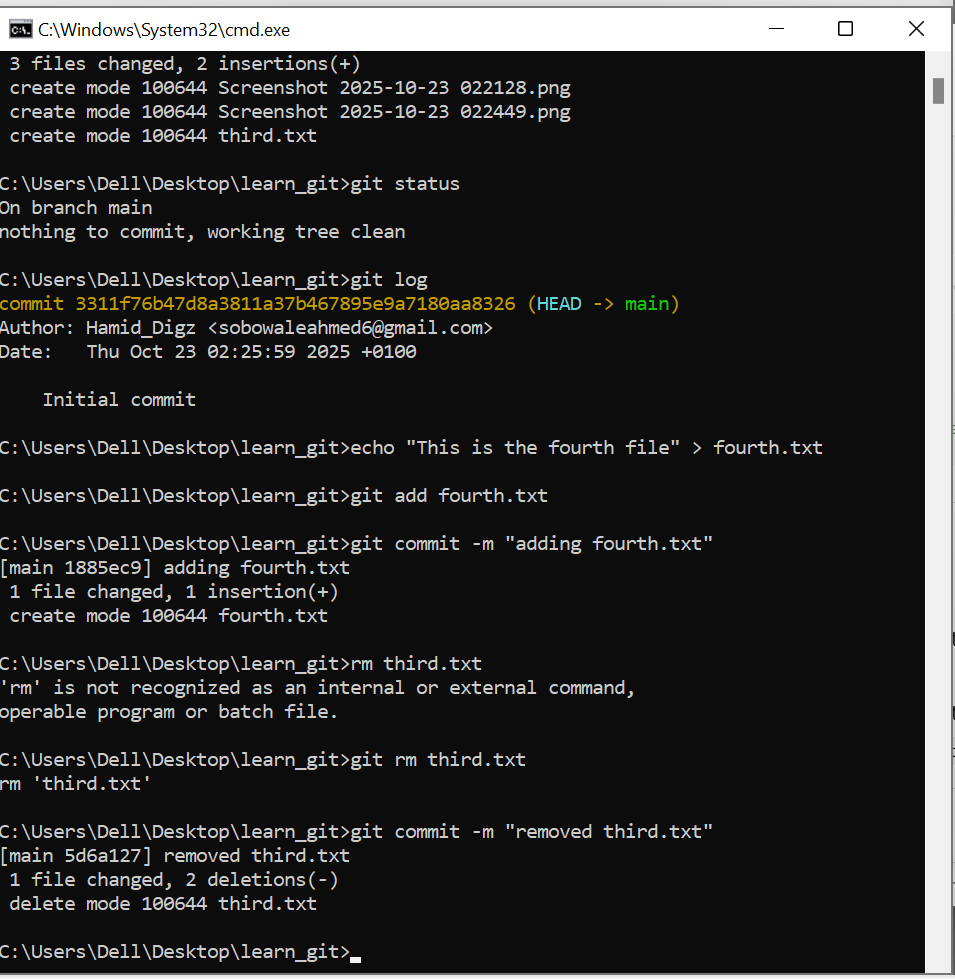 C:\Windows\System32\cmd.exe
3 files changed, 2 insertions(+)
create mode 100644 Screenshot 2025-10-23 022128.png
create mode 100644 Screenshot 2025-10-23 022449.png
create mode 100644 third.txt
C:\Users\Dell\Desktop\learn_git>git status
On branch main
nothing to commit, working tree clean
C:\Users\Dell\Desktop\learn_git>git log
commit 3311f76b47d8a3811a37b467895e9a7180aa8326 (HEAD -> main)
Author: Hamid_Digz <sobowaleahmed6@gmail.com>
Date:   Thu Oct 23 02:25:59 2025 +0100
Initial commit
C:\Users\Dell\Desktop\learn_git>echo "This is the fourth file" > fourth.txt
C:\Users\Dell\Desktop\learn_git>git add fourth.txt
C:\Users\Dell\Desktop\learn_git>git commit -m "adding fourth.txt"
[main 1885ec9] adding fourth.txt
1 file changed, 1 insertion(+)
create mode 100644 fourth.txt
C:\Users\Dell\Desktop\learn_git>rm third.txt
'rm' is not recognized as an internal or external command,
operable program or batch file.
C:\Users\Dell\Desktop\learn_git>git rm third.txt
rm 'third.txt'
C:\Users\Dell\Desktop\learn_git>git commit -m "removed third.txt"
[main 5d6a127] removed third.txt
1 file changed, 2 deletions(-)
delete mode 100644 third.txt
C:\Users\Dell\Desktop\learn_git>